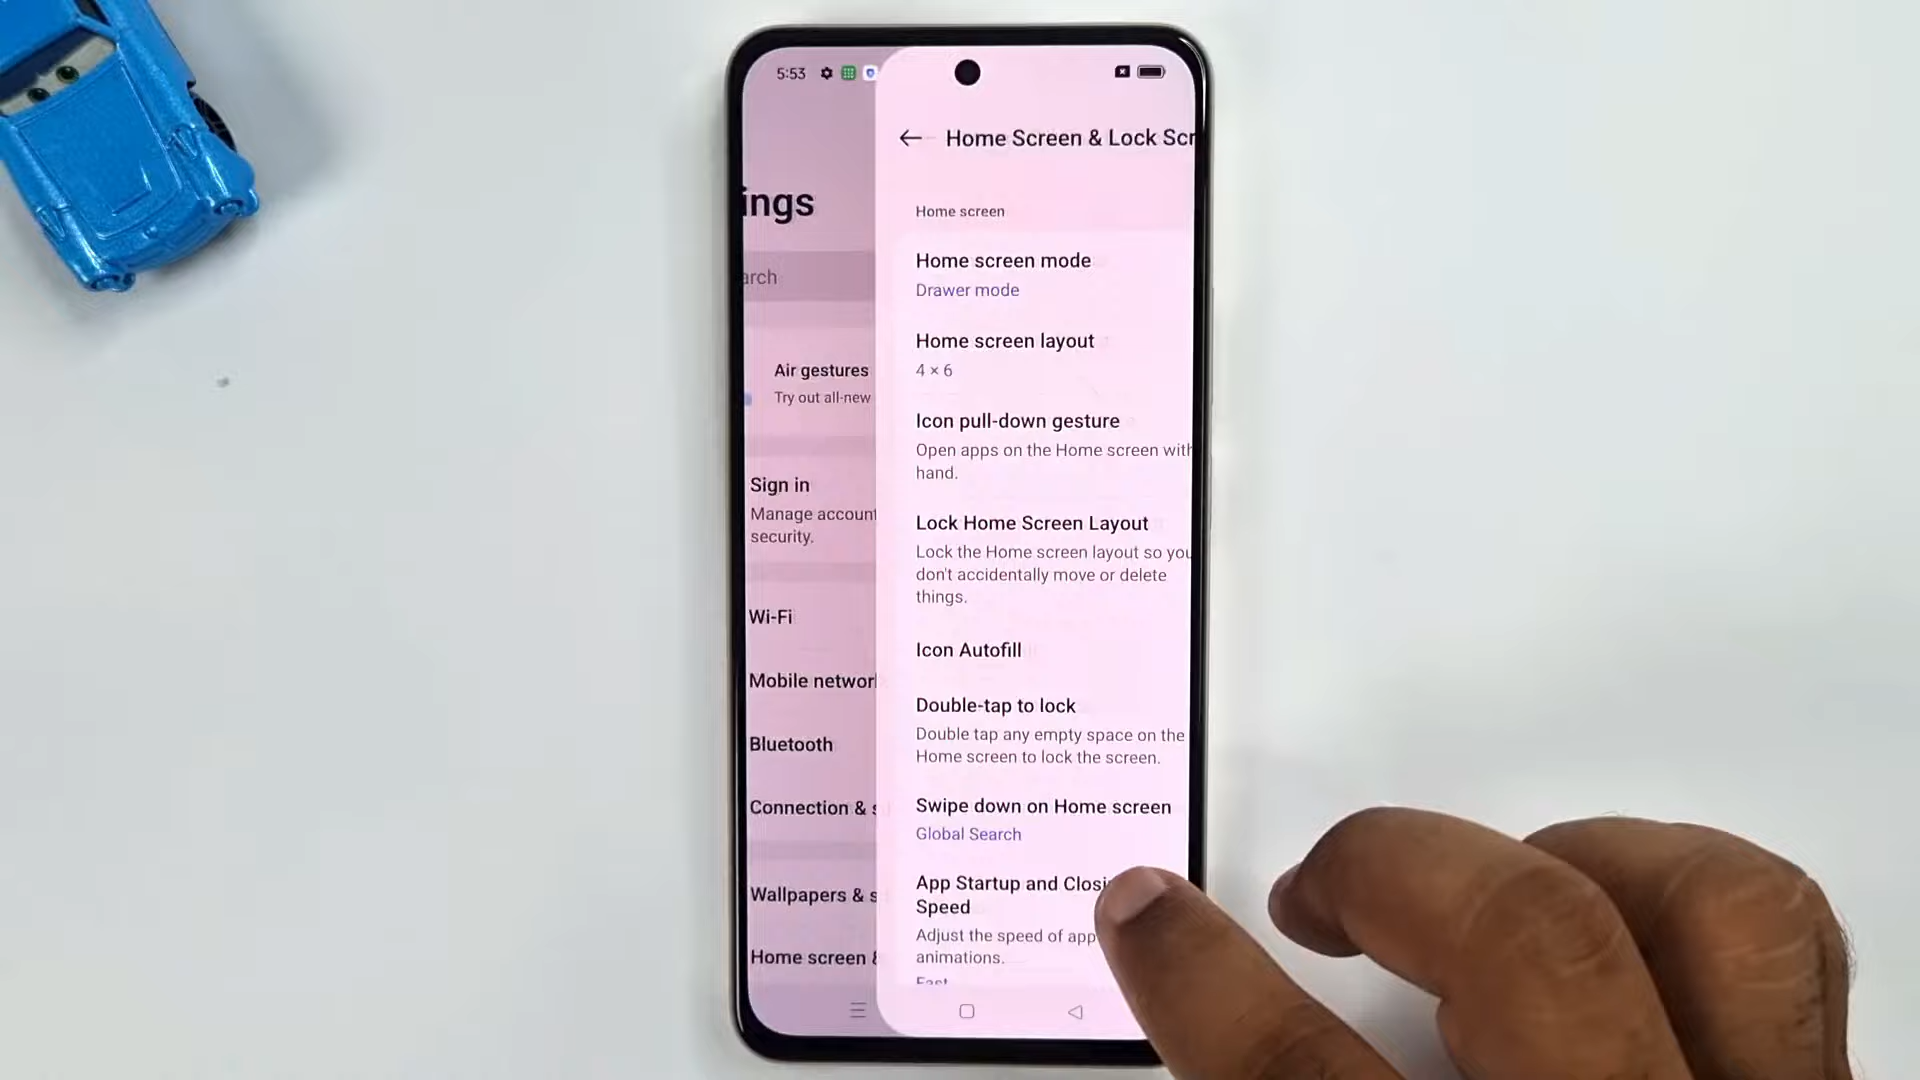 5:53
ings
arch
Air gestures
Try out all-new
Sign in
Manage account
security.
Wi-Fi
Mobile networ
Bluetooth
Connection & s
Wallpapers & s
Home screen &
Home Screen & Lock Scr
Home screen
Home screen mode
Drawer mode
Home screen layout
4 × 6
Icon pull-down gesture
Open apps on the Home screen with
hand.
Lock Home Screen Layout
Lock the Home screen layout so you
don't accidentally move or delete
things.
Icon Autofill
Double-tap to lock
Double tap any empty space on the
Home screen to lock the screen.
Swipe down on Home screen
Global Search
App Startup and Closi
Speed
Adjust the speed of app
animations.
Fast